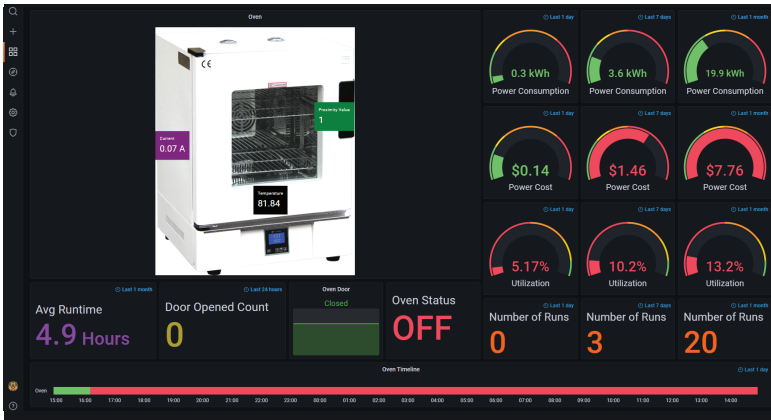 Oven
Last 1 day
Last 7 days
Last 1 month
CE
Proximity Value
1
Current
0.07 A
Temperature
81.84
0.3 kWh
3.6 kWh
19.9 kWh
Power Consumption
Power Consumption
Power Consumption
Last 1 day
Last 7 days
Last 1 month
$0.14
$1.46
$7.76
Power Cost
Power Cost
Power Cost
Last 1 day
Last 7 days
Last 1 month
5.17%
10.2%
13.2%
Utilization
Utilization
Utilization
Last 1 month
Avg Runtime
4.9 Hours
Last 24 hours
Door Opened Count
0
Oven Door
Closed
Oven Status
OFF
Last 1 day
Number of Runs
0
Last 7 days
Number of Runs
3
Last 1 month
Number of Runs
20
Oven Timeline
Last 1 day
Oven
15:00 16:00 17:00 18:00 19:00 20:00 21:00 22:00 23:00 00:00 01:00 02:00 03:00 04:00 05:00 06:00 07:00 08:00 09:00 10:00 11:00 12:00 13:00 14:00